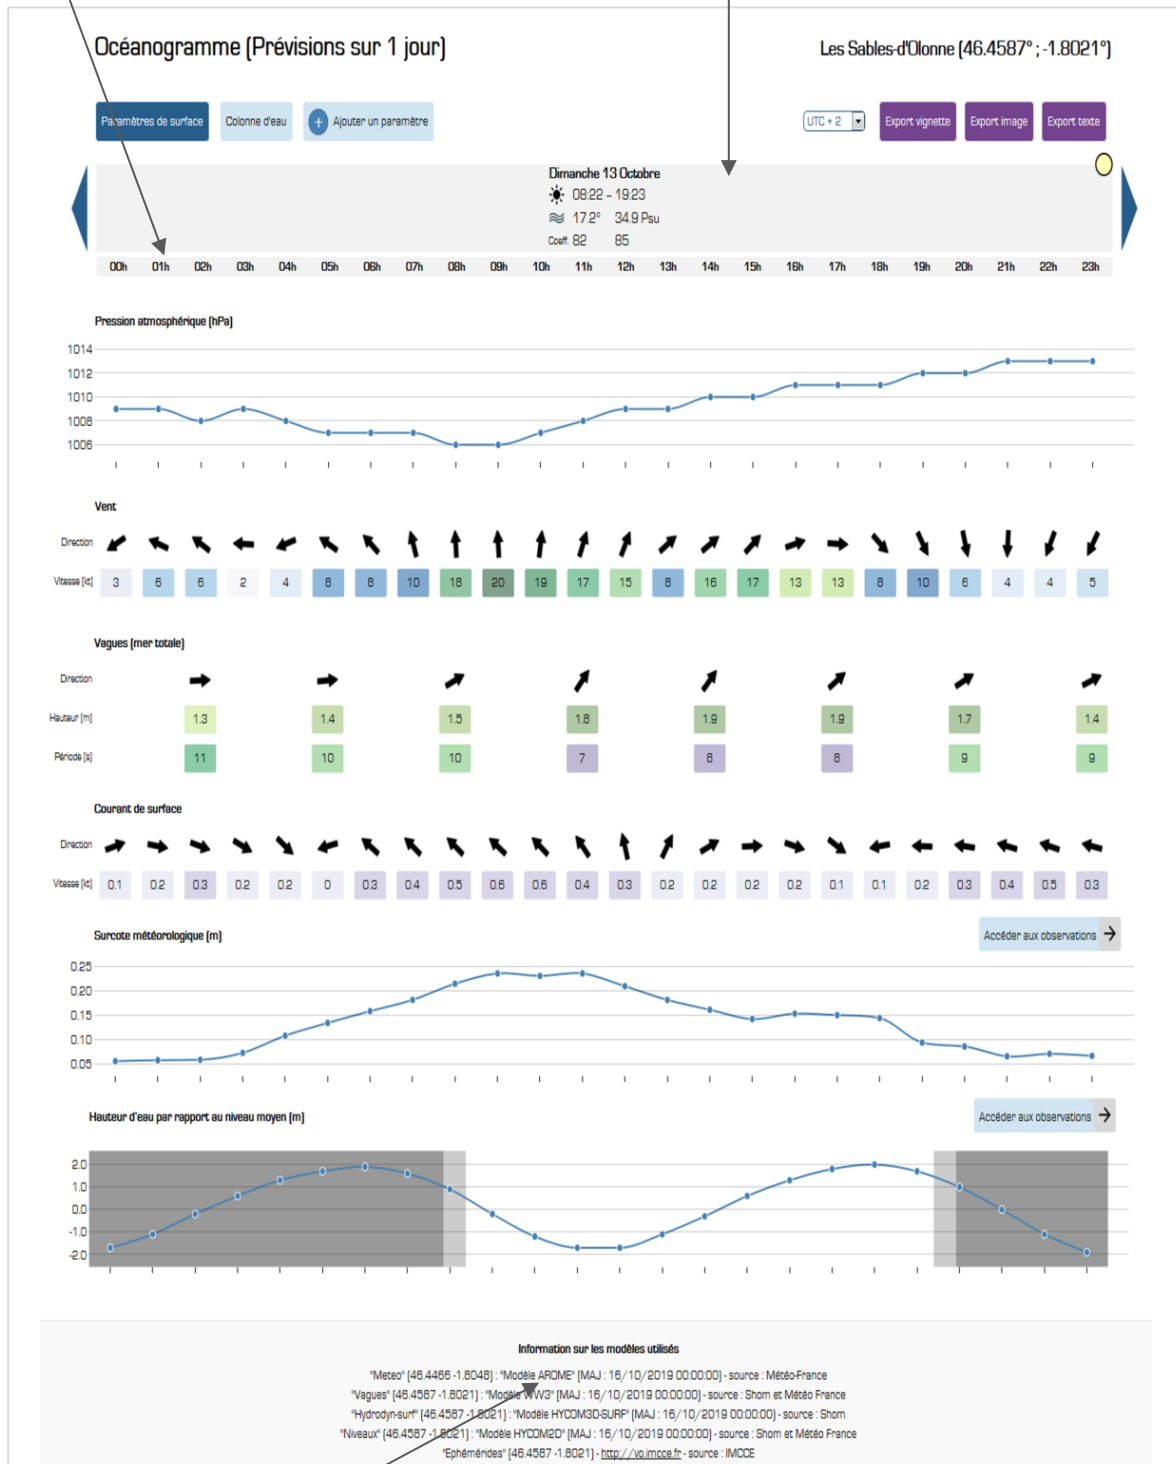 Océanogramme (Prévisions sur 1 jour)
Les Sables-d'Olonne (46.4587° ; -1.8021°)
Paramètres de surface Colonne d'eau + Ajouter un paramètre UTC + 2 Export vignette Export image Export texte
Dimanche 13 Octobre
08:22 - 19:23
17.2° 34.9 Psu
Coeff. 82 85
00h 01h 02h 03h 04h 05h 06h 07h 08h 09h 10h 11h 12h 13h 14h 15h 16h 17h 18h 19h 20h 21h 22h 23h
Pression atmosphérique (hPa)
1014
1012
1010
1008
1006
Vent
Direction
Vitesse (kt) 3 6 6 2 4 8 8 10 18 20 19 17 15 8 16 17 13 13 8 10 6 4 4 5
Vagues (mer totale)
Direction
Hauteur (m) 1.3 1.4 1.5 1.8 1.9 1.9 1.7 1.4
Période (s) 11 10 10 7 8 8 9 9
Courant de surface
Direction
Vitesse (kt) 0.1 0.2 0.3 0.2 0.2 0 0.3 0.4 0.5 0.6 0.6 0.4 0.3 0.2 0.2 0.2 0.2 0.1 0.1 0.2 0.3 0.4 0.5 0.3
Surcote météorologique (m)
Accéder aux observations →
0.25
0.20
0.15
0.10
0.05
Hauteur d'eau par rapport au niveau moyen (m)
Accéder aux observations →
2.0
1.0
0.0
-1.0
-2.0
Information sur les modèles utilisés
"Meteo" (46.4466 -1.8048) : "Modèle AROME" (MAJ : 16/10/2019 00:00:00) - source : Météo-France
"Vagues" (46.4587 -1.8021) : "Modèle WW3" (MAJ : 16/10/2019 00:00:00) - source : Shom et Météo France
"Hydrodyn-surf" (46.4587 -1.8021) : "Modèle HYCOM3D-SURF" (MAJ : 16/10/2019 00:00:00) - source : Shom
"Niveaux" (46.4587 -1.8021) : "Modèle HYCOM2D" (MAJ : 16/10/2019 00:00:00) - source : Shom et Météo France
"Ephémérides" (46.4587 -1.8021) - http://vo.imcce.fr - source : IMCCE